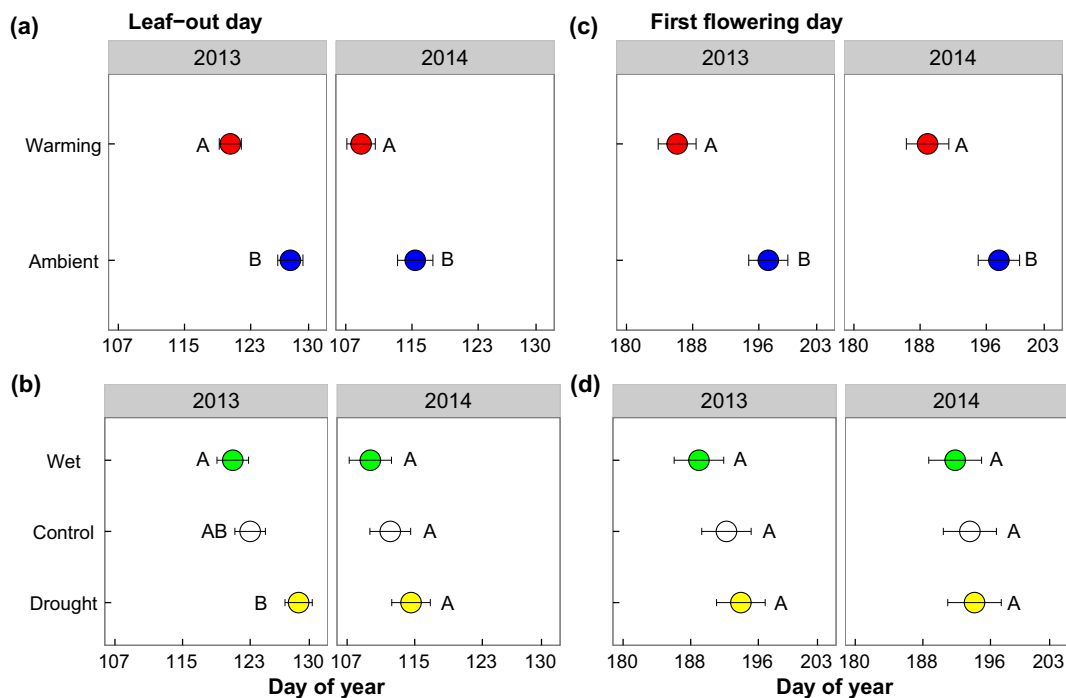 (a) Leaf−out day
2013 2014
Warming A A
Ambient B B
107 115 123 130 107 115 123 130
(c) First flowering day
2013 2014
A A
B B
180 188 196 203 180 188 196 203
(b)
2013 2014
Wet A A
Control AB A
Drought B A
107 115 123 130 107 115 123 130
Day of year
(d)
2013 2014
A A
A A
A A
180 188 196 203 180 188 196 203
Day of year